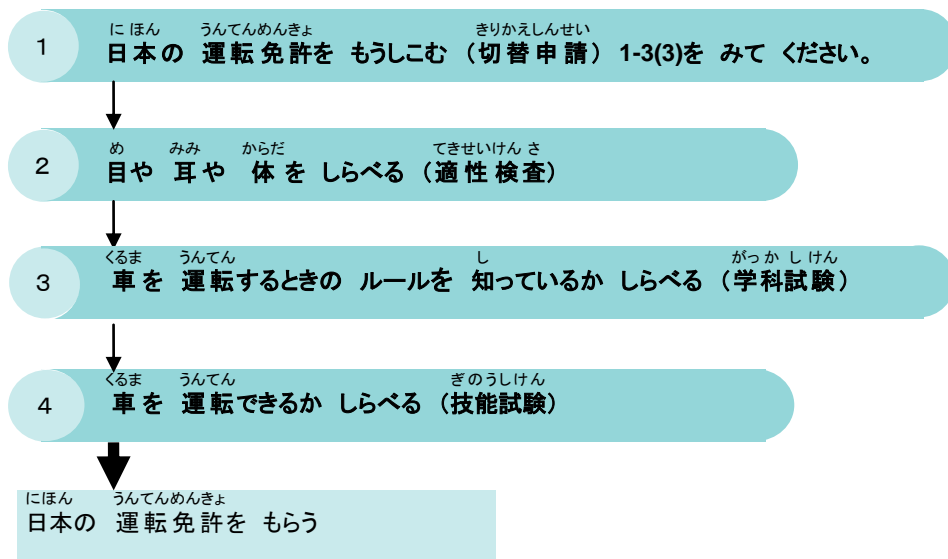 にほん うんてんめんきょ きりかえしんせい
1 日本の 運転免許を もうしこむ （切替申請） 1-3(3)を みて ください。
め みみ からだ てきせいけんさ
2 目や 耳や 体を しらべる （適性検査）
くるま うんてん し がっかしけん
3 車を 運転するときの ルールを 知っているか しらべる （学科試験）
くるま うんてん ぎのうしけん
4 車を 運転できるか しらべる （技能試験）
にほん うんてんめんきょ
日本の 運転免許を もらう